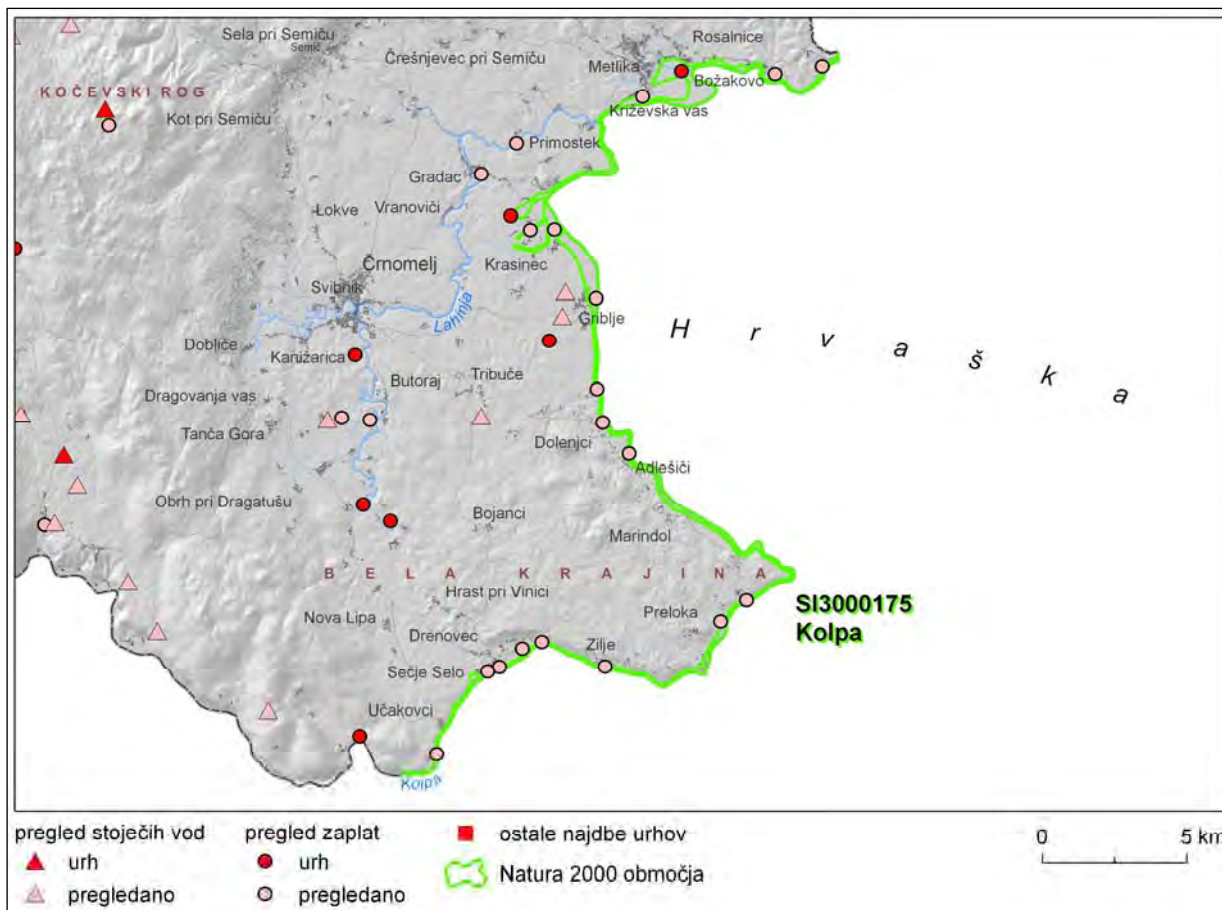 Sela pri Semiču
Semič
Rosalnice
Črešnjevec pri Semiču
Metlika
Božakovo
KOČEVSKI ROG
Križevska vas
Kot pri Semiču
Primostek
Gradac
Vranoviči
Lokve
Krasinec
Črnomelj
Svibnik
Lahinja
Griblje
Hrvaška
Dobliče
Kanižarica
Butoraj
Tribuče
Dragovanja vas
Tanča Gora
Dolenjci
Adlešiči
Obrh pri Dragatušu
Bojanci
Marindol
BELA KRAJINA
Hrast pri Vinici
SI3000175
Kolpa
Nova Lipa
Preloka
Drenovec
Zilje
Sečje Selo
Učakovci
Kolpa
pregled stoječih vod
urh
pregledano
pregled zaplat
urh
pregledano
ostale najdbe urhov
Natura 2000 območja
0 5 km